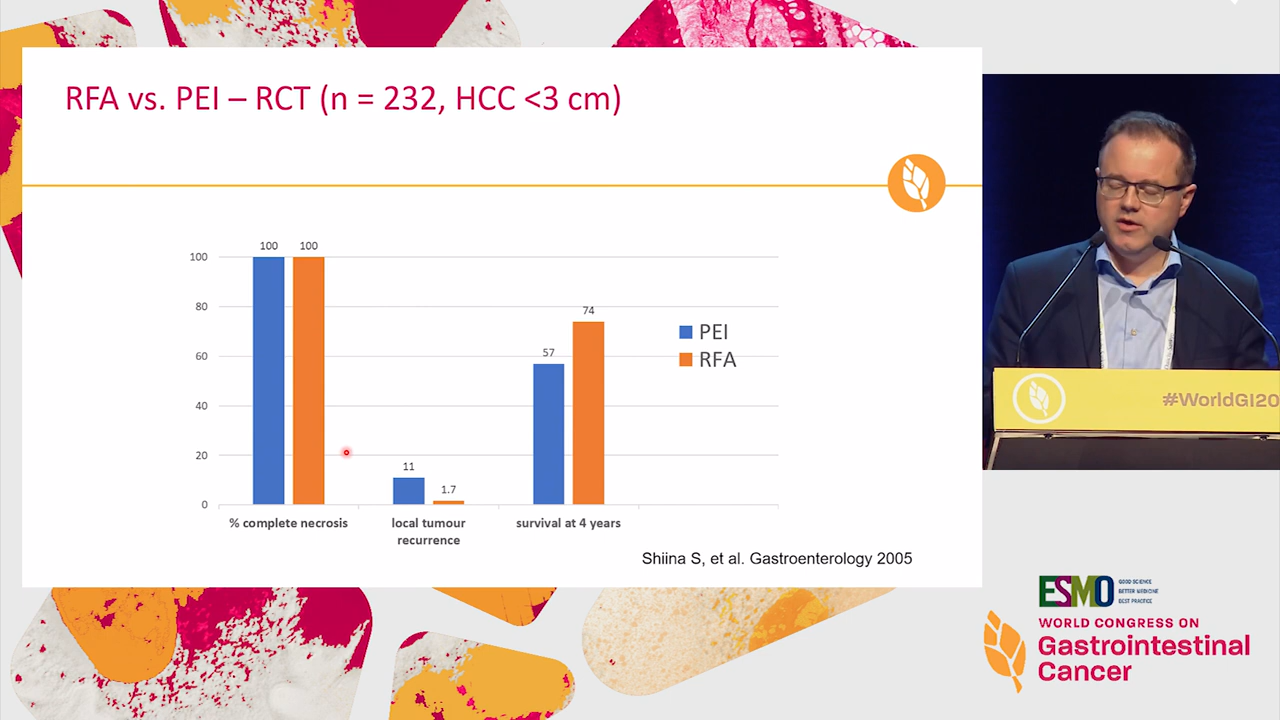 RFA vs. PEI – RCT (n = 232, HCC <3 cm)
100
80
60
40
20
0
100
100
11
1.7
57
74
PEI
RFA
% complete necrosis
local tumour
recurrence
survival at 4 years
Shiina S, et al. Gastroenterology 2005
#WorldGI20
ESMO
GOOD SCIENCE
BETTER MEDICINE
BEST PRACTICE
WORLD CONGRESS ON
Gastrointestinal
Cancer